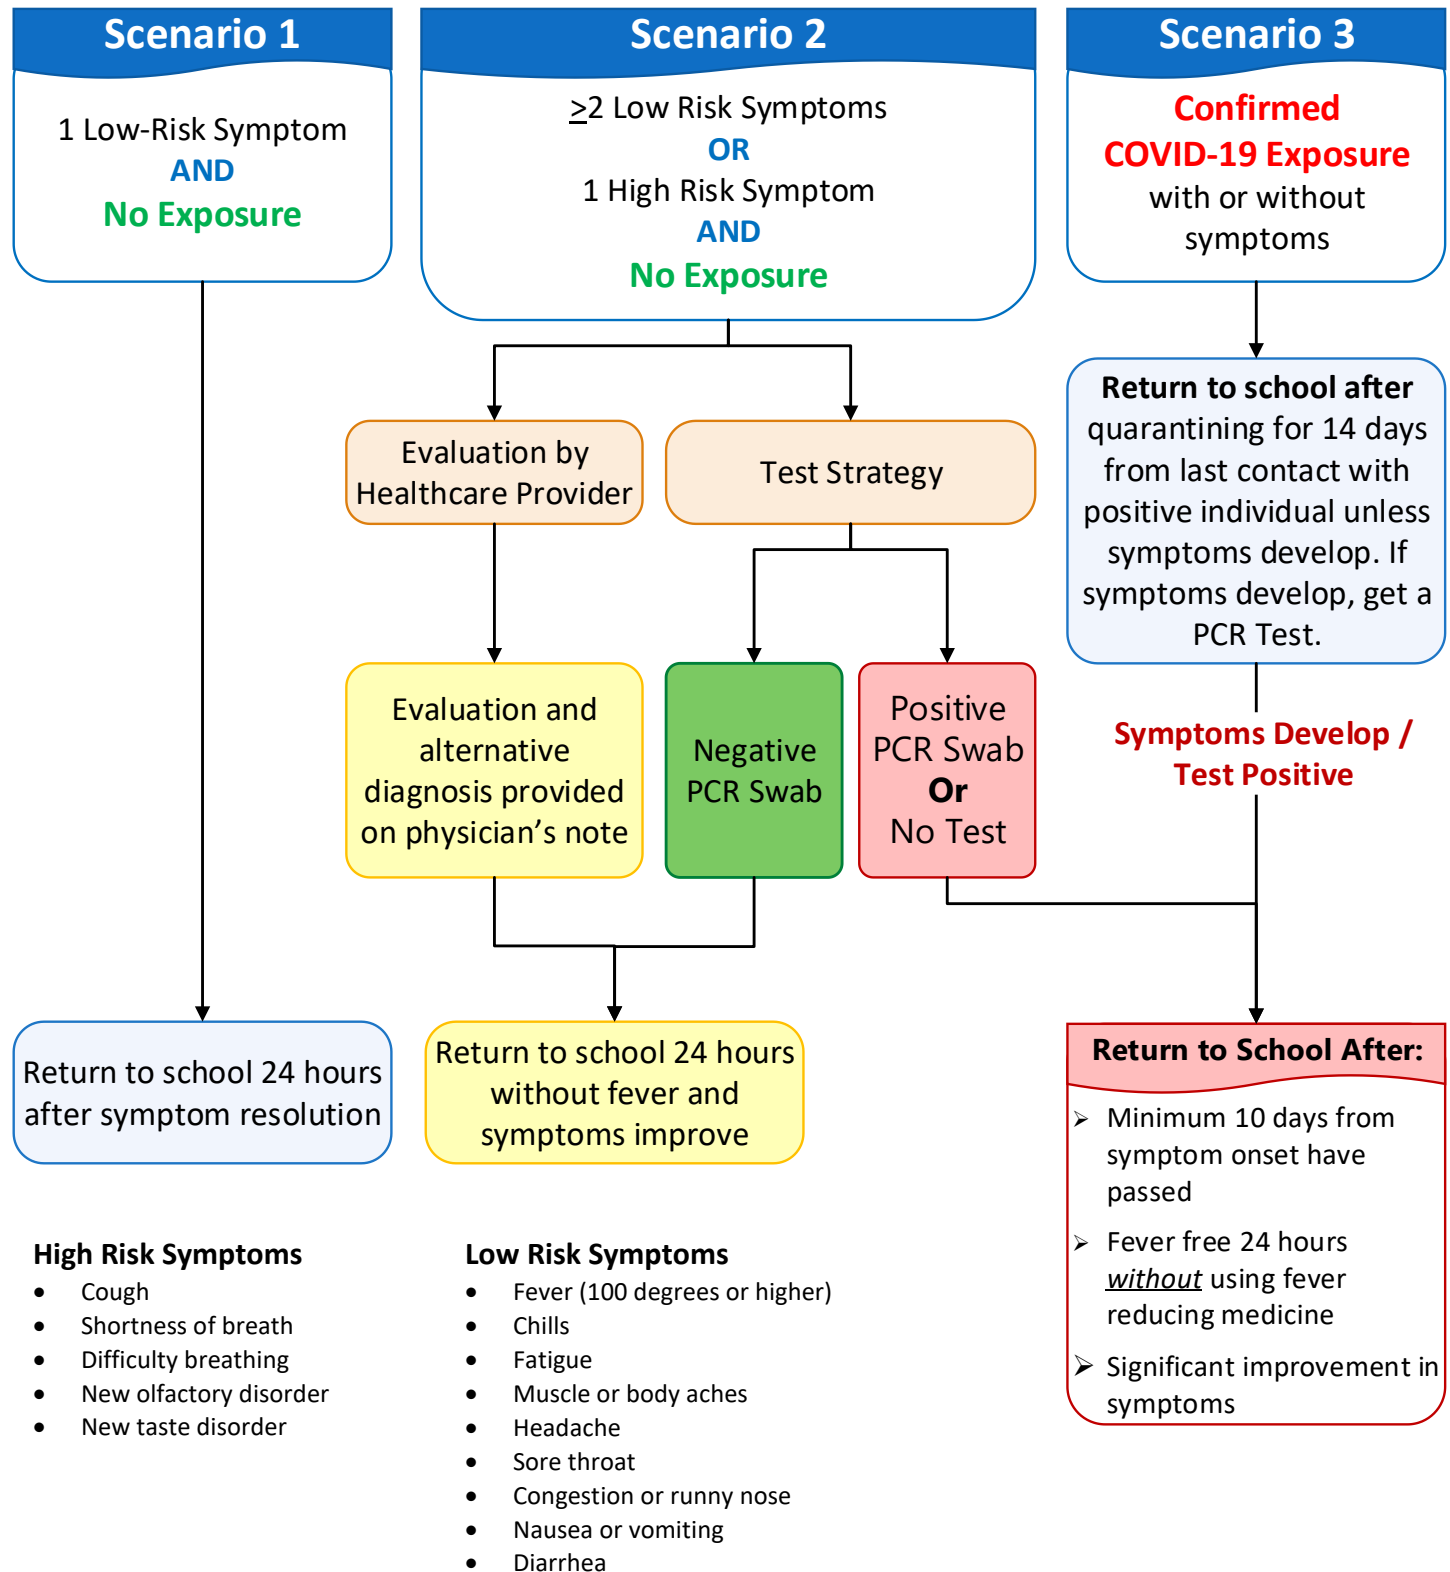 Scenario 1
1 Low-Risk Symptom
AND
No Exposure
Scenario 2
>2 Low Risk Symptoms
OR
1 High Risk Symptom
AND
No Exposure
Scenario 3
Confirmed
COVID-19 Exposure
with or without
symptoms
Evaluation by
Healthcare Provider
Test Strategy
Return to school after
quarantining for 14 days
from last contact with
positive individual unless
symptoms develop. If
symptoms develop, get a
PCR Test.
Evaluation and
alternative
diagnosis provided
on physician’s note
Negative
PCR Swab
Positive
PCR Swab
Or
No Test
Symptoms Develop /
Test Positive
Return to school 24 hours
after symptom resolution
Return to school 24 hours
without fever and
symptoms improve
Return to School After:
➢ Minimum 10 days from
symptom onset have
passed
➢ Fever free 24 hours
without using fever
reducing medicine
➢ Significant improvement in
symptoms
High Risk Symptoms
• Cough
• Shortness of breath
• Difficulty breathing
• New olfactory disorder
• New taste disorder
Low Risk Symptoms
• Fever (100 degrees or higher)
• Chills
• Fatigue
• Muscle or body aches
• Headache
• Sore throat
• Congestion or runny nose
• Nausea or vomiting
• Diarrhea